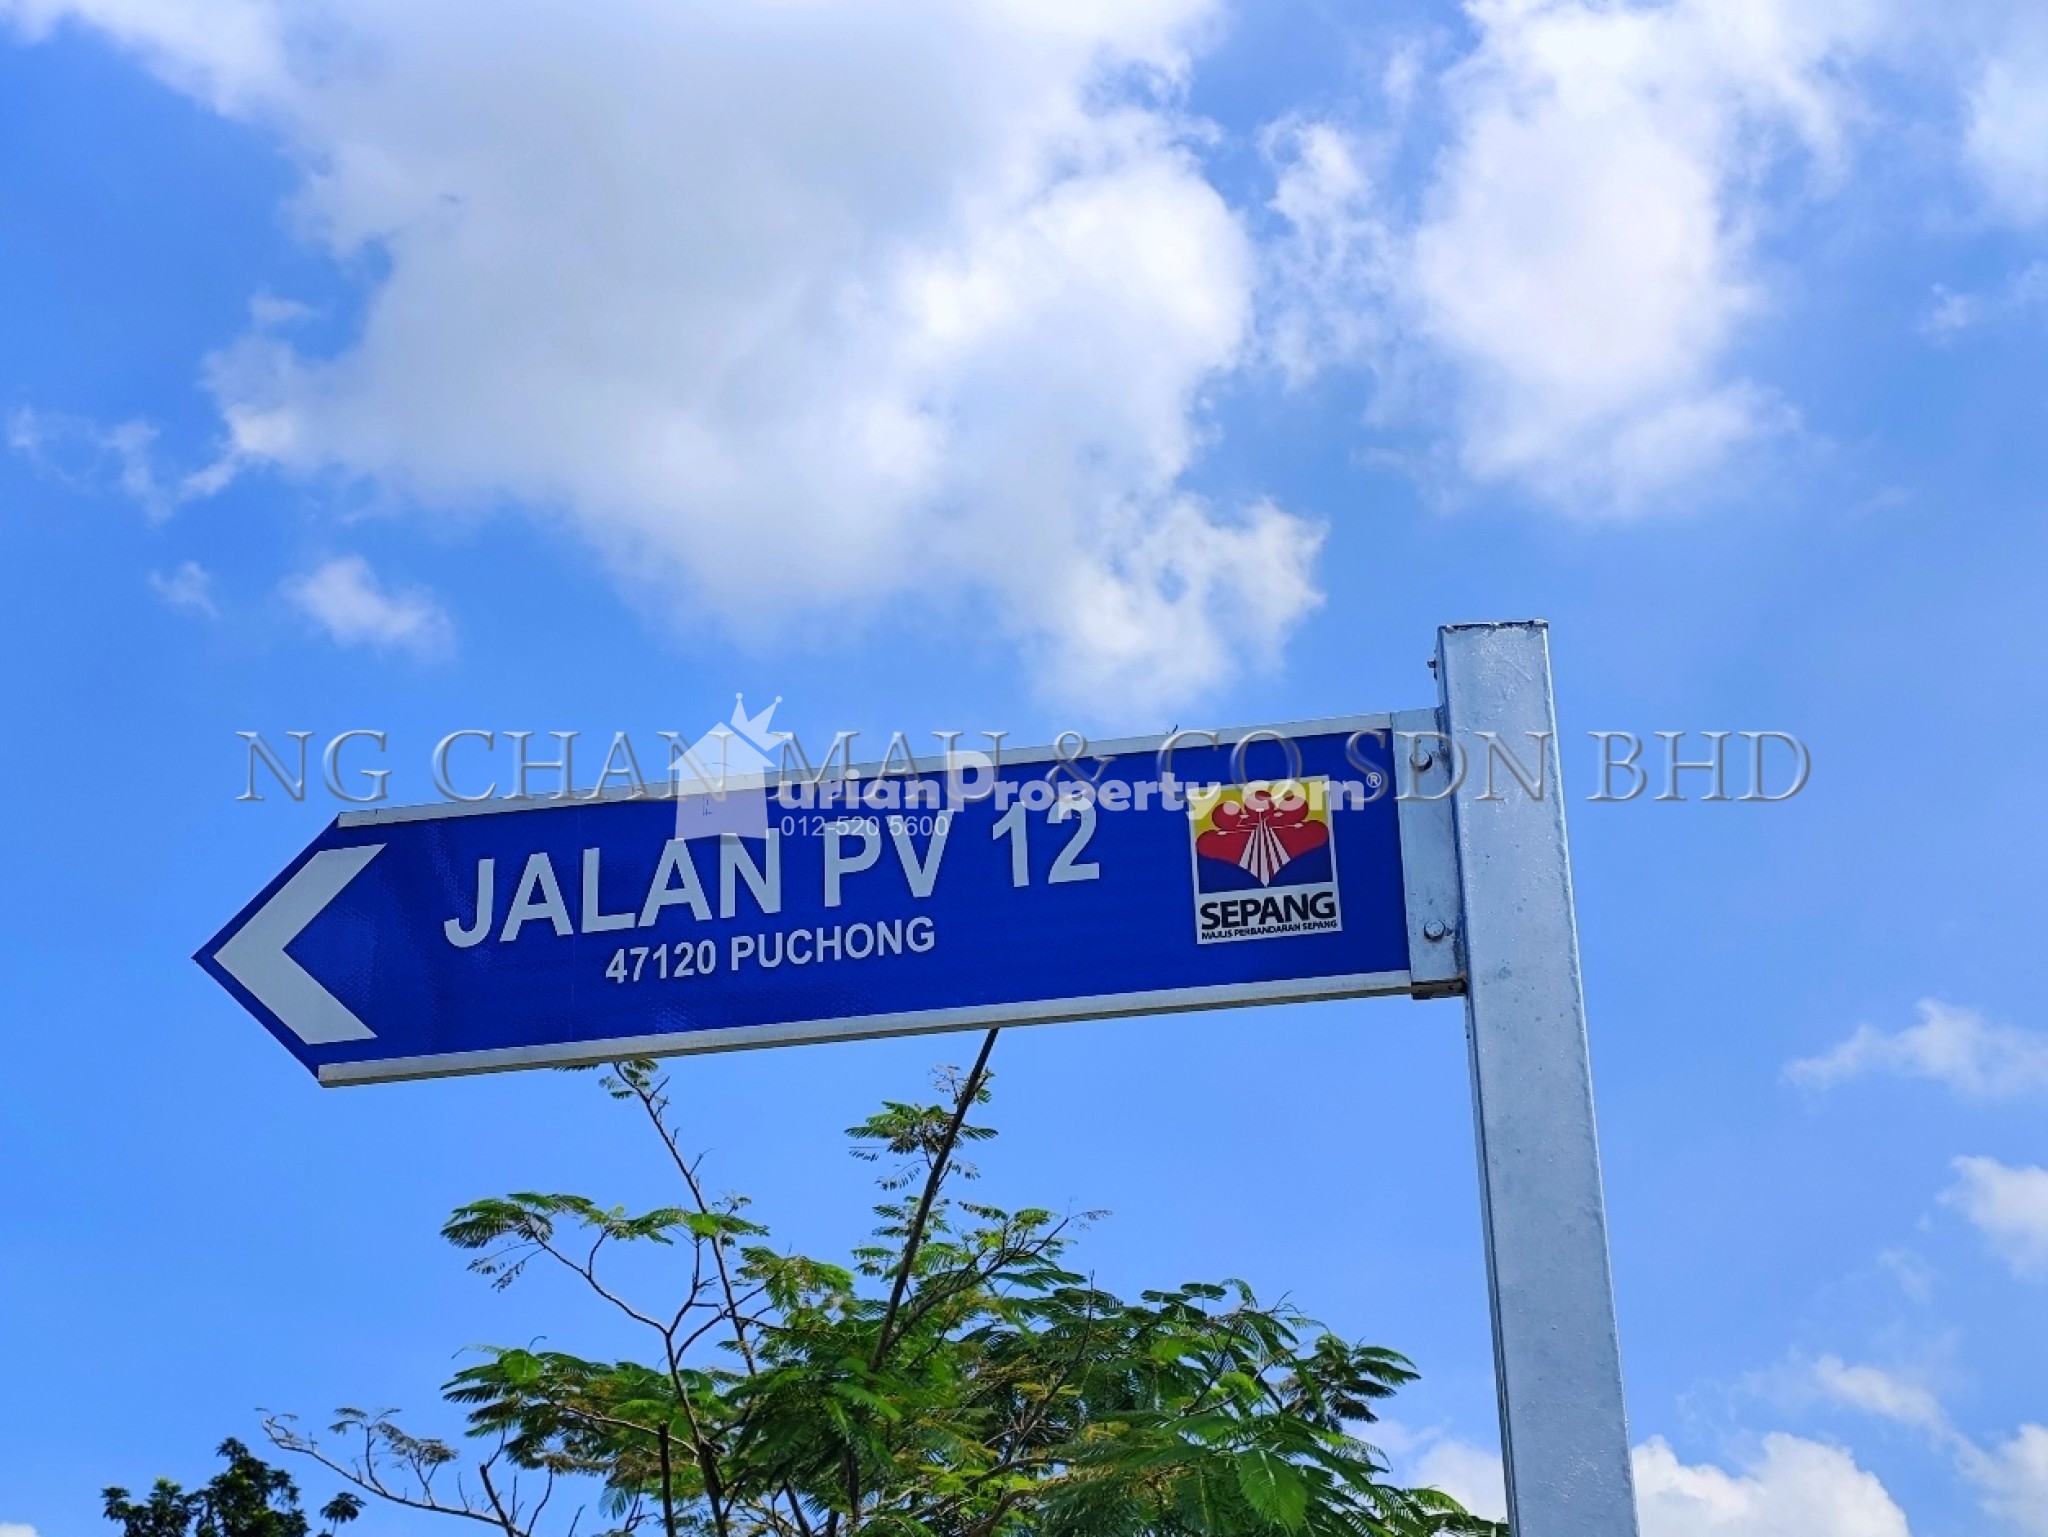 NG CHAN MAU & CO SDN BHD
DurianProperty.com®
012-520 5600
JALAN PV 12
47120 PUCHONG
SEPANG
MAJLIS PERBANDARAN SEPANG